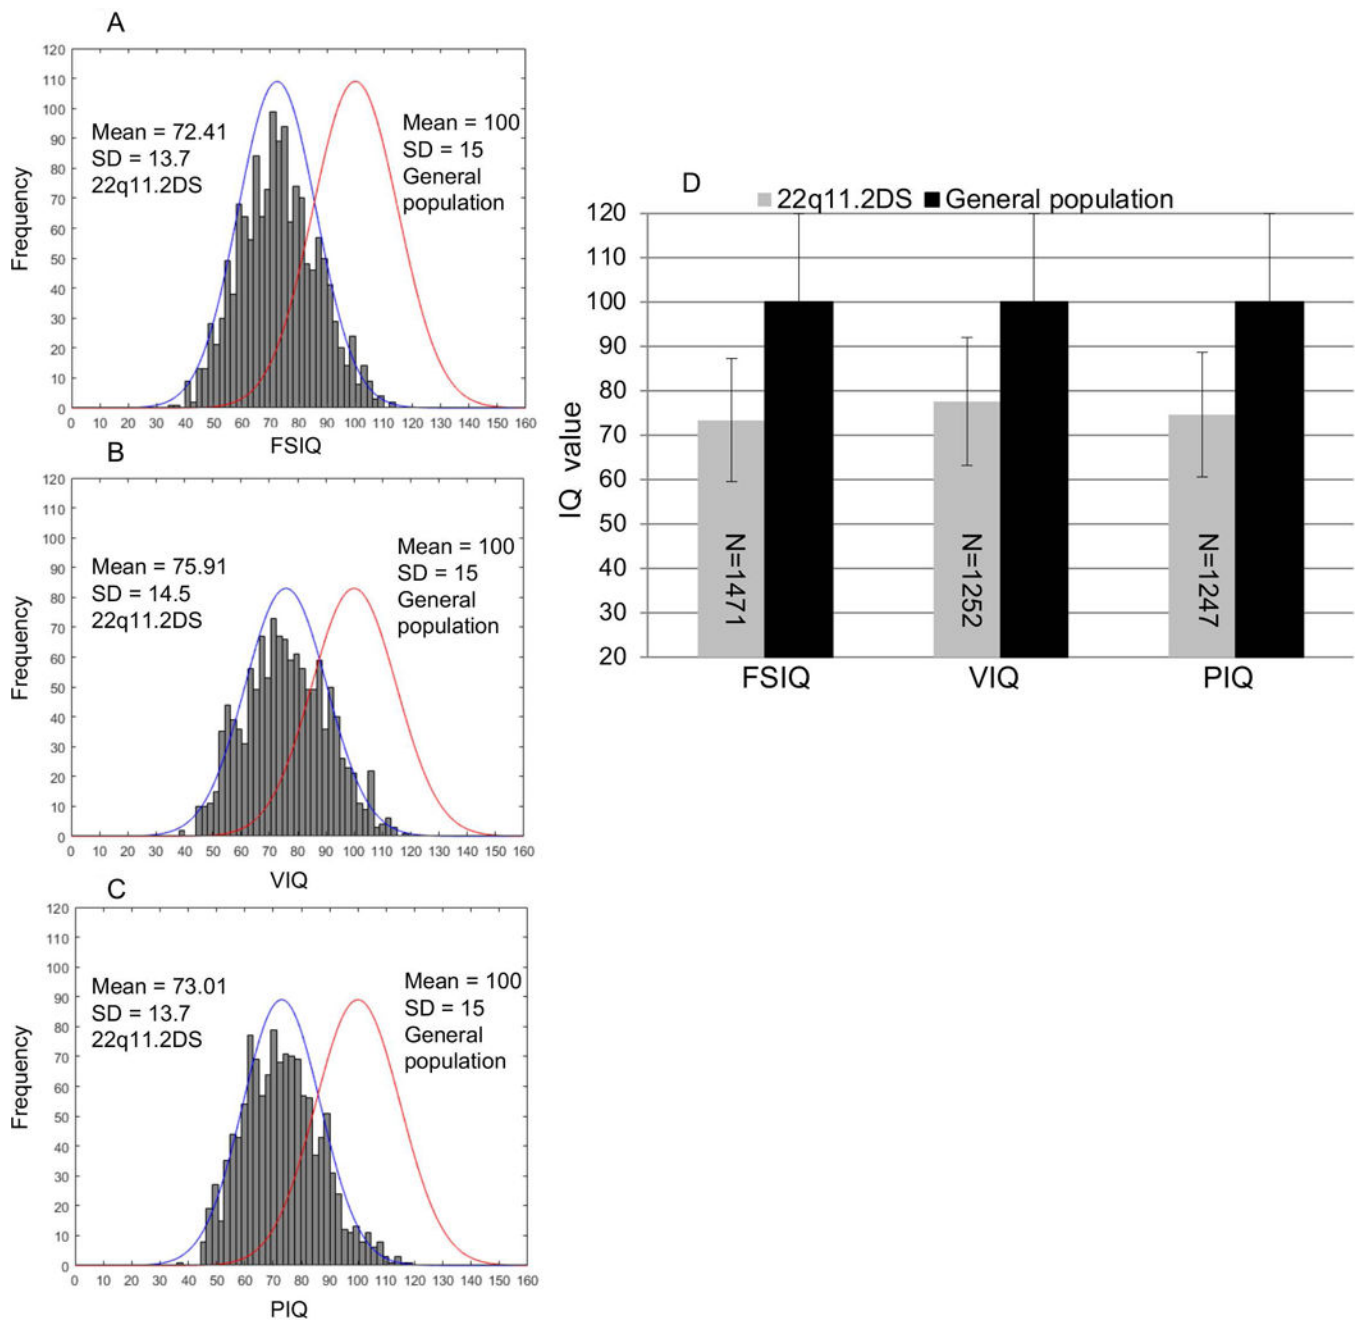 A
120
110
100
90
80
70
60
50
40
30
20
10
0
Frequency
Mean = 72.41
SD = 13.7
22q11.2DS
Mean = 100
SD = 15
General
population
0 10 20 30 40 50 60 70 80 90 100 110 120 130 140 150 160
FSIQ
B
120
110
100
90
80
70
60
50
40
30
20
10
0
Frequency
Mean = 75.91
SD = 14.5
22q11.2DS
Mean = 100
SD = 15
General
population
0 10 20 30 40 50 60 70 80 90 100 110 120 130 140 150 160
VIQ
C
120
110
100
90
80
70
60
50
40
30
20
10
0
Frequency
Mean = 73.01
SD = 13.7
22q11.2DS
Mean = 100
SD = 15
General
population
0 10 20 30 40 50 60 70 80 90 100 110 120 130 140 150 160
PIQ
D
22q11.2DS General population
120
110
100
90
80
70
60
50
40
30
20
IQ value
N=1471
N=1252
N=1247
FSIQ VIQ PIQ